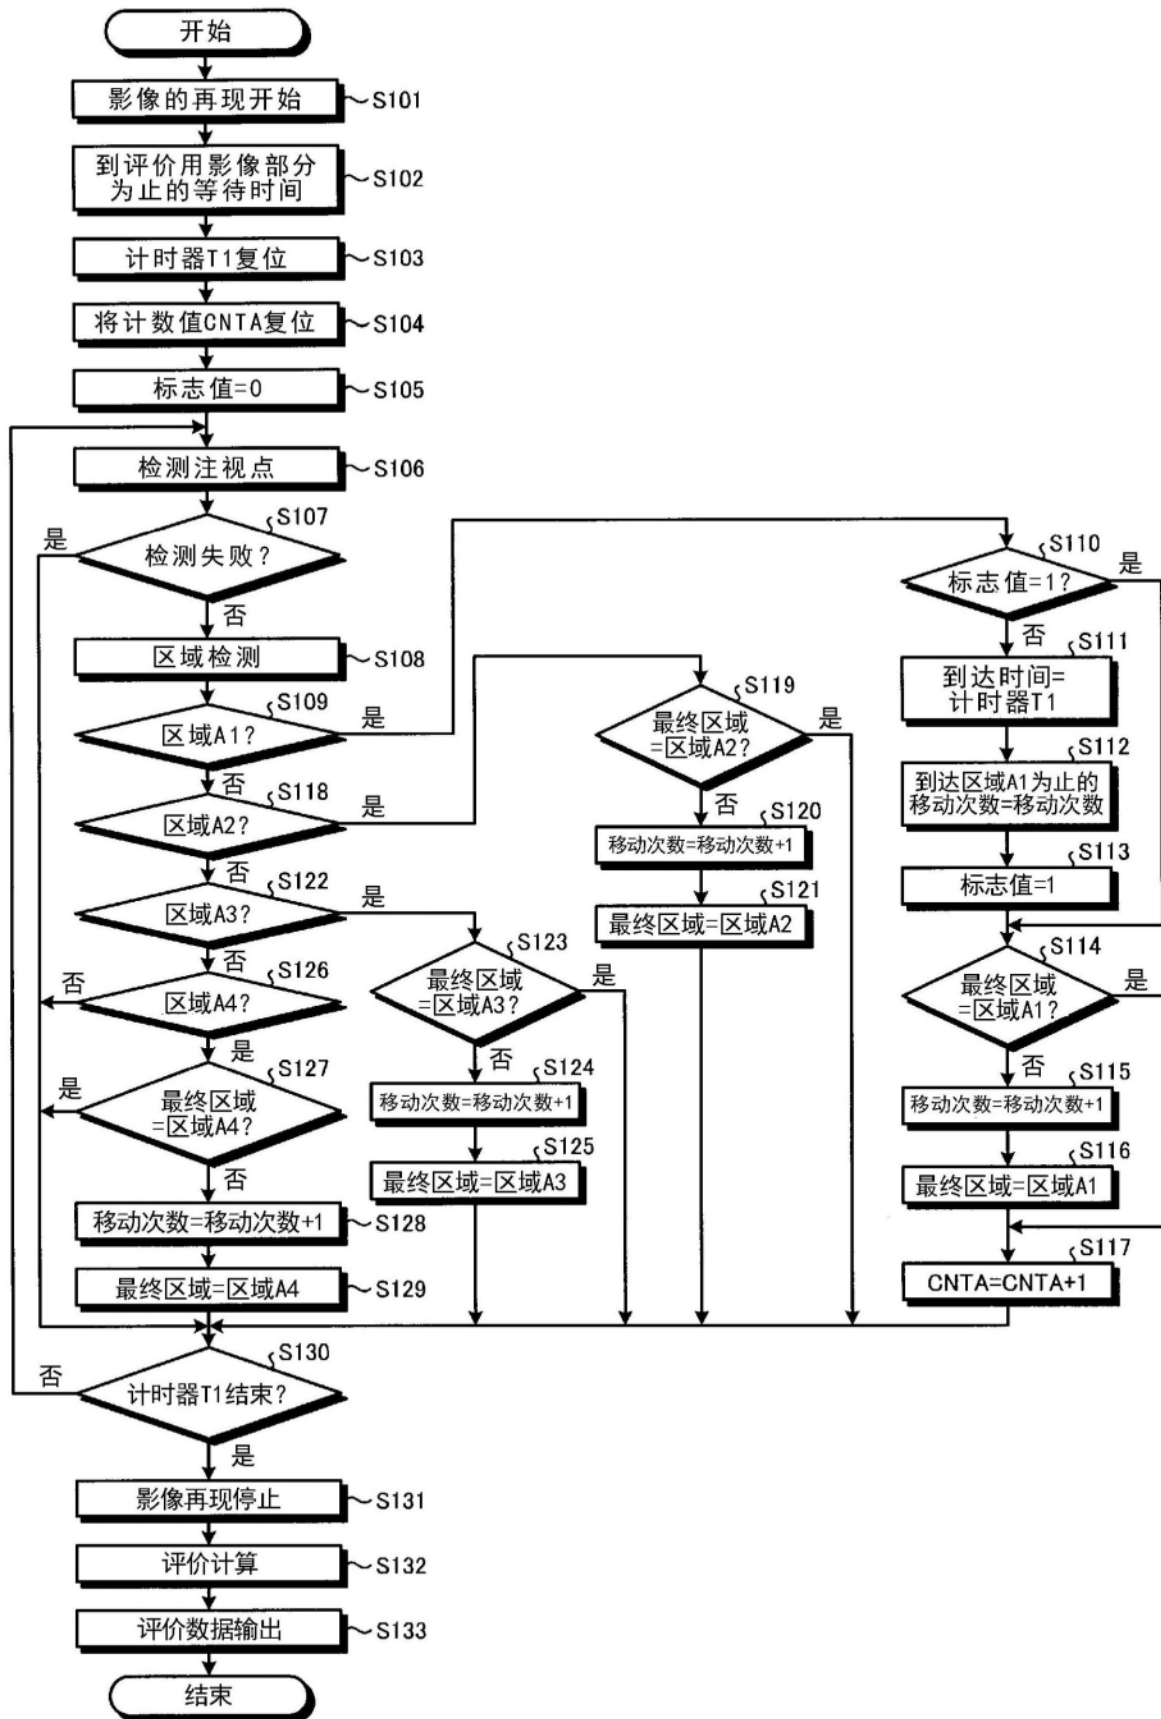 开始
影像的再现开始
S101
到评价用影像部分
为止的等待时间
S102
计时器T1复位
S103
将计数值CNTA复位
S104
标志值=0
S105
检测注视点
S106
S107
是
检测失败?
否
区域检测
S108
S109
区域A1?
是
否
S118
区域A2?
是
否
S122
区域A3?
是
否
S126
否
区域A4?
是
S127
是
最终区域
=区域A4?
否
移动次数=移动次数+1
S128
最终区域=区域A4
S129
S130
否
计时器T1结束?
是
影像再现停止
S131
评价计算
S132
评价数据输出
S133
结束
S123
最终区域
=区域A3?
是
否
S124
移动次数=移动次数+1
S125
最终区域=区域A3
S119
最终区域
=区域A2?
是
否
S120
移动次数=移动次数+1
S121
最终区域=区域A2
S110
标志值=1?
是
否
S111
到达时间=
计时器T1
S112
到达区域A1为止的
移动次数=移动次数
S113
标志值=1
S114
最终区域
=区域A1?
是
否
S115
移动次数=移动次数+1
S116
最终区域=区域A1
S117
CNTA=CNTA+1